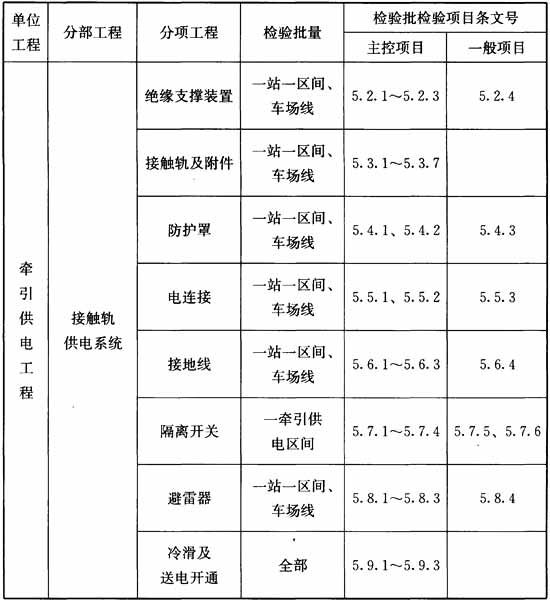 单位工程 分部工程 分项工程 检验批量 检验批检验项目条文号
主控项目 一般项目
牵引供电工程 接触轨供电系统
绝缘支撑装置 一站一区间、车场线 5.2.1～5.2.3 5.2.4
接触轨及附件 一站一区间、车场线 5.3.1～5.3.7
防护罩 一站一区间、车场线 5.4.1、5.4.2 5.4.3
电连接 一站一区间、车场线 5.5.1、5.5.2 5.5.3
接地线 一站一区间、车场线 5.6.1～5.6.3 5.6.4
隔离开关 一牵引供电区间 5.7.1～5.7.4 5.7.5、5.7.6
避雷器 一站一区间、车场线 5.8.1～5.8.3 5.8.4
冷滑及送电开通 全部 5.9.1～5.9.3